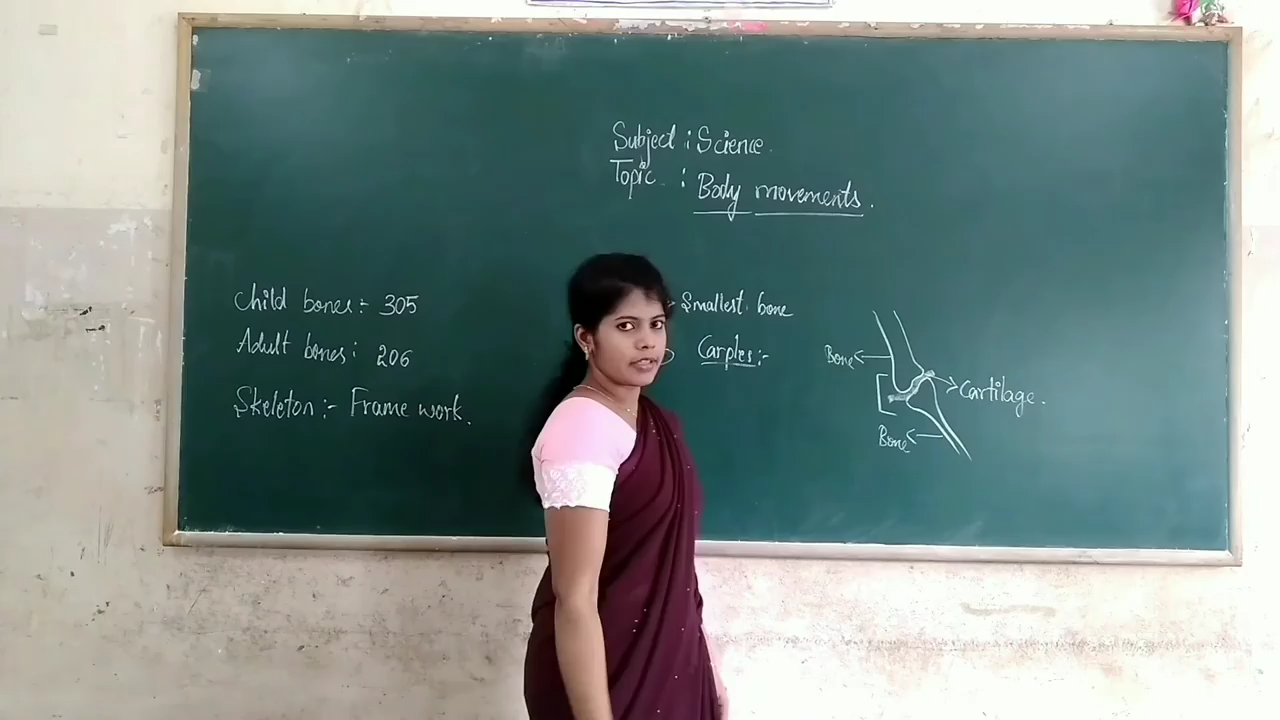 Subject : Science.
Topic : Body movements.
Child bones :- 305
Adult bones : 206
Skeleton :- Frame work.
Smallest bone
Carples :-
Bone
Cartilage.
Bone